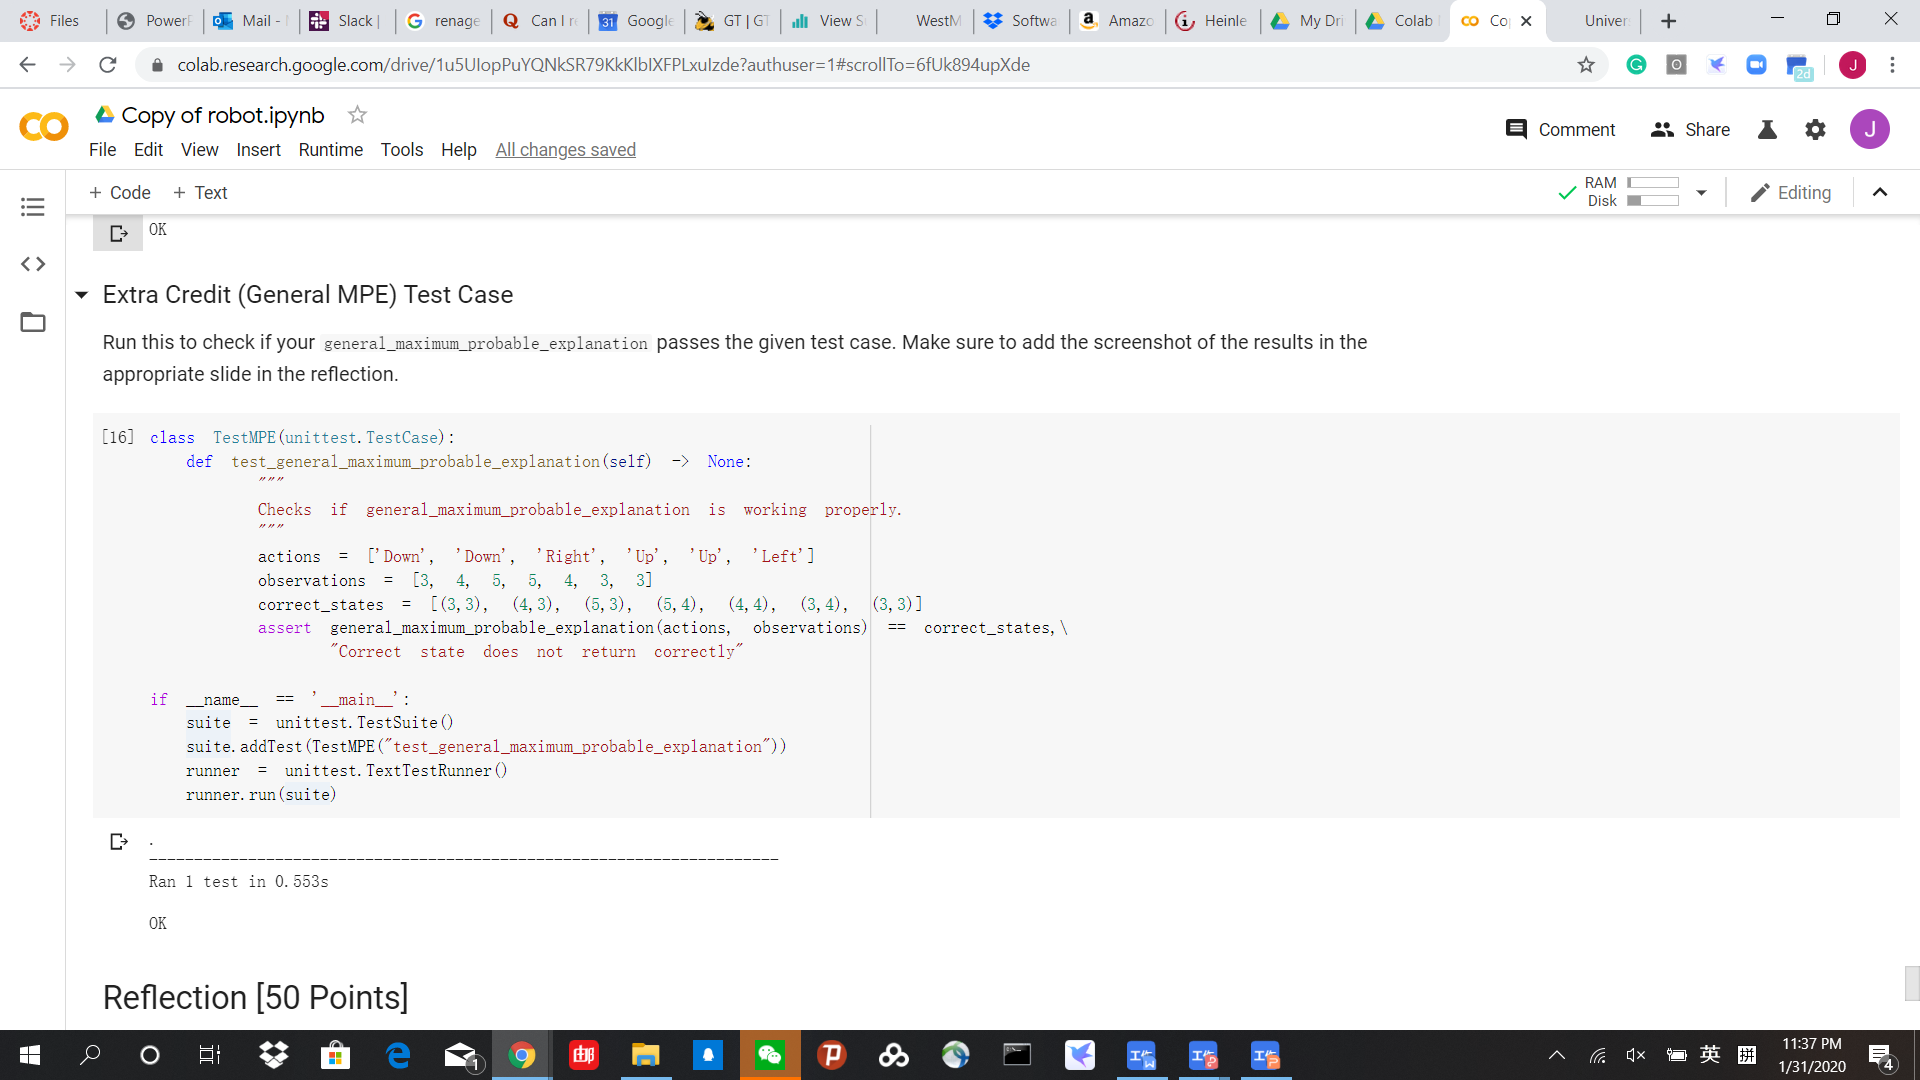 Files PowerP Mail - Slack | renage Can I re Google GT | GT View S WestM Softwa Amazo Heinle My Dri Colab Co Univer
colab.research.google.com/drive/1u5UIopPuYQNkSR79KkKlbIXFPLxuIzde?authuser=1#scrollTo=6fUk894upXde
Copy of robot.ipynb
Comment Share J
File Edit View Insert Runtime Tools Help All changes saved
+ Code + Text
RAM
Disk
Editing
OK
Extra Credit (General MPE) Test Case
Run this to check if your general_maximum_probable_explanation passes the given test case. Make sure to add the screenshot of the results in the
appropriate slide in the reflection.
[16] class TestMPE(unittest.TestCase):
def test_general_maximum_probable_explanation(self) -> None:
"""
Checks if general_maximum_probable_explanation is working properly.
"""
actions = ['Down', 'Down', 'Right', 'Up', 'Up', 'Left']
observations = [3, 4, 5, 5, 4, 3, 3]
correct_states = [(3,3), (4,3), (5,3), (5,4), (4,4), (3,4), (3,3)]
assert general_maximum_probable_explanation(actions, observations) == correct_states,\
"Correct state does not return correctly"
if __name__ == '__main__':
suite = unittest.TestSuite()
suite.addTest(TestMPE("test_general_maximum_probable_explanation"))
runner = unittest.TextTestRunner()
runner.run(suite)
.
----------------------------------------------------------------------
Ran 1 test in 0.553s
OK
Reflection [50 Points]
英 拼
11:37 PM
1/31/2020
4